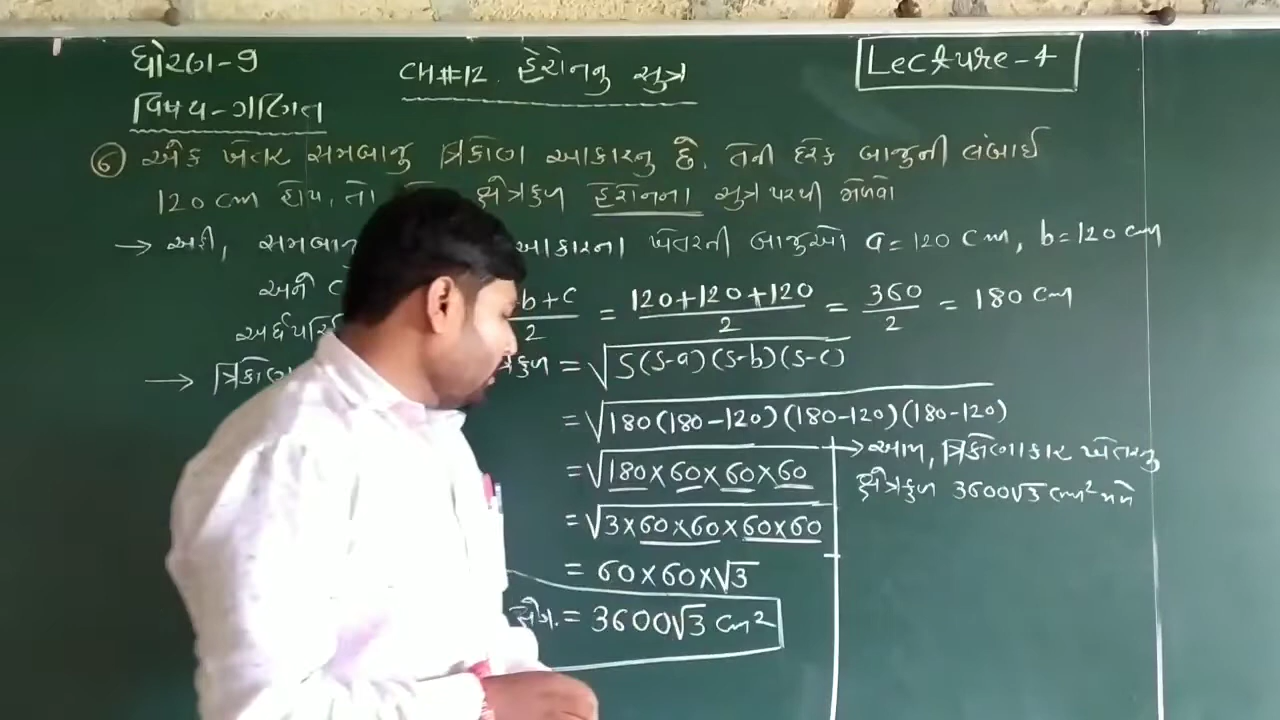 ધોરણ-9
CH#12. હેરોનનુ સુત્ર
Lecture-4
વિષય-ગણિત
૬ એક ખેતર સમબાજુ ત્રિકોણ આકારનુ છે. તેની દરેક બાજુની લંબાઈ
120 cm હોય, તો ક્ષેત્રફળ હેરોનના સુત્ર પરથી મેળવો
→ અહીં, સમબાજુ આકારના ખેતરની બાજુઓ a = 120 cm, b = 120 cm
અને c b+c/2 = 120+120+120/2 = 360/2 = 180 cm
અર્ધપરિ
→ ત્રિકોણ ફળ = √S(S-a)(S-b)(S-c)
= √180(180-120)(180-120)(180-120)
= √180×60×60×60
= √3×60×60×60×60
= 60×60×√3
ક્ષેત્ર. = 3600√3 cm²
→ આમ, ત્રિકોણાકાર ખેતરનુ
ક્ષેત્રફળ 3600√3 cm² મળે